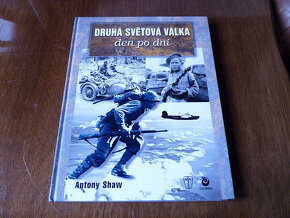 DRUHÁ SVĚTOVÁ VÁLKA
den po dni
Antony Shaw